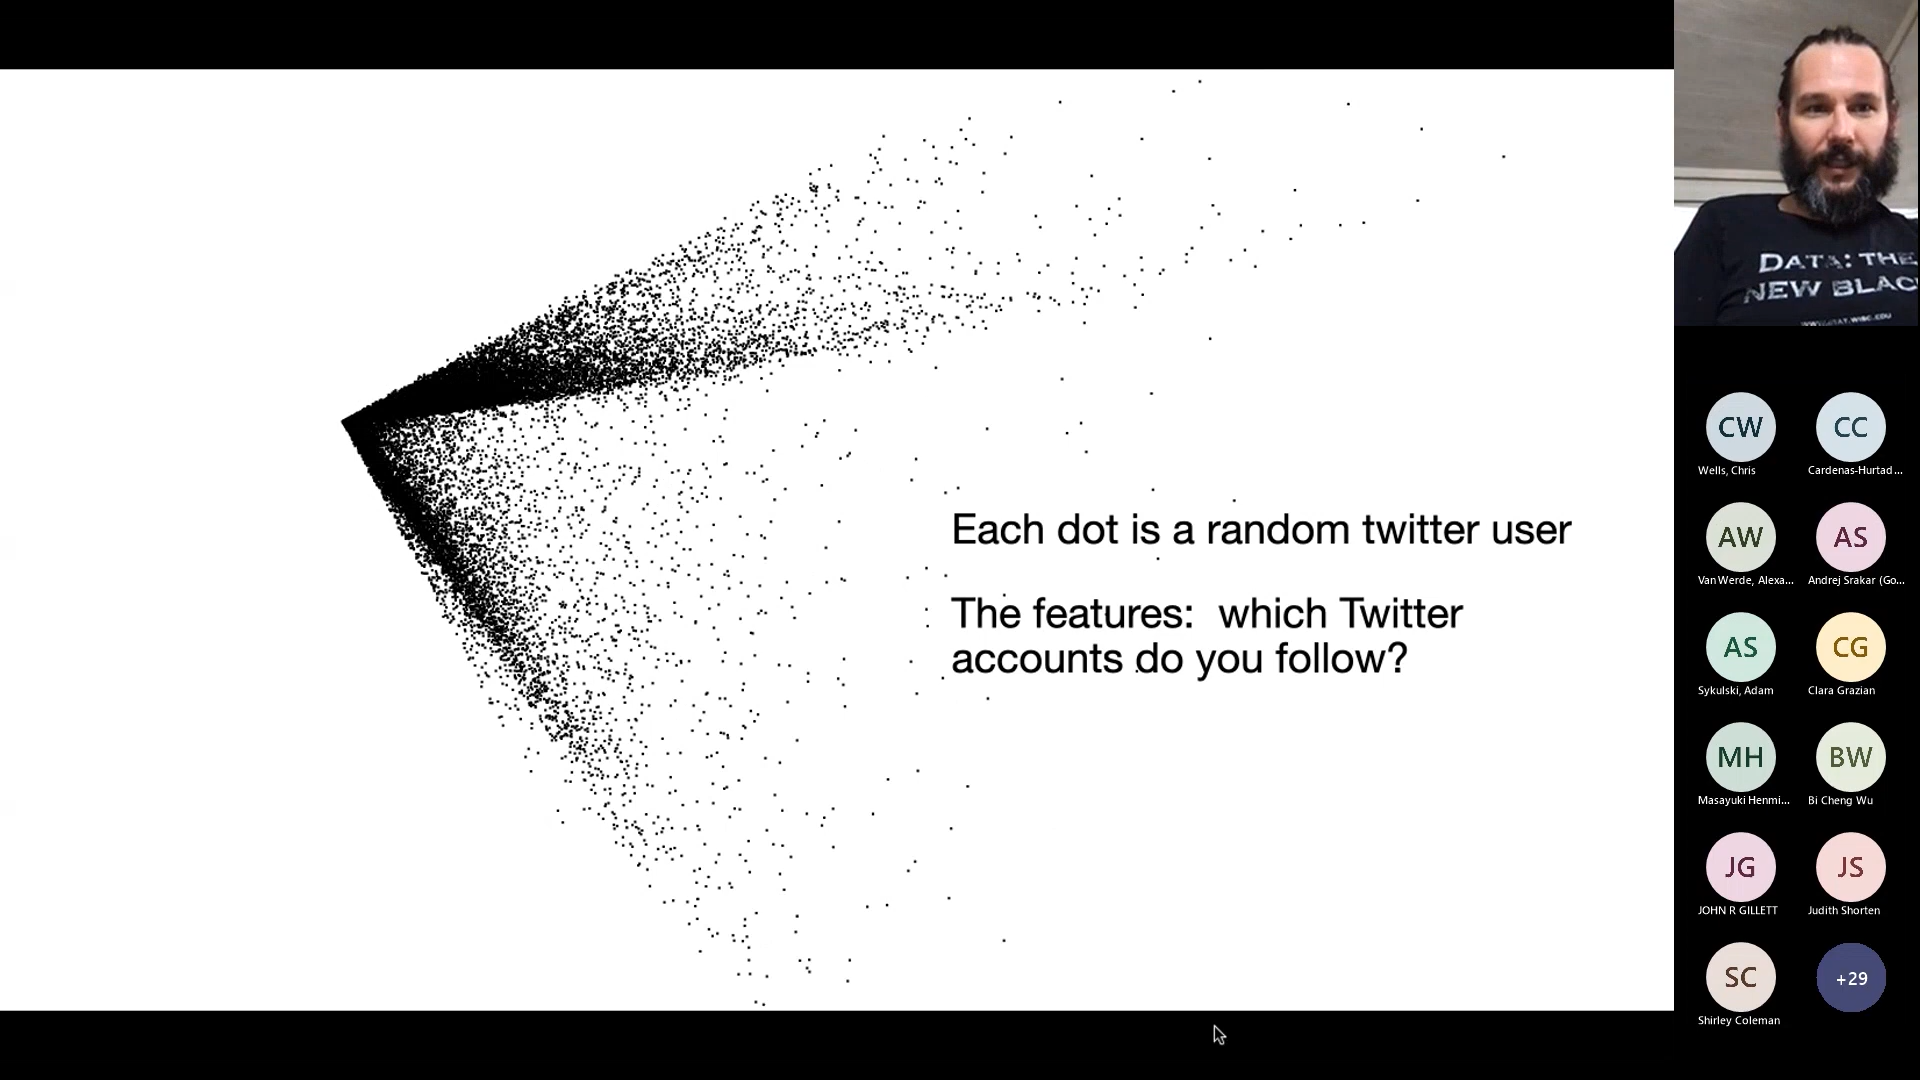 Each dot is a random twitter user
The features:  which Twitter
accounts do you follow?
DATA: THE
NEW BLAC
CW
CC
Wells, Chris
Cardenas-Hurtad...
AW
AS
Van Werde, Alexa...
Andrej Srakar (Go...
AS
CG
Sykulski, Adam
Clara Grazian
MH
BW
Masayuki Henmi...
Bi Cheng Wu
JG
JS
JOHN R GILLETT
Judith Shorten
SC
+29
Shirley Coleman